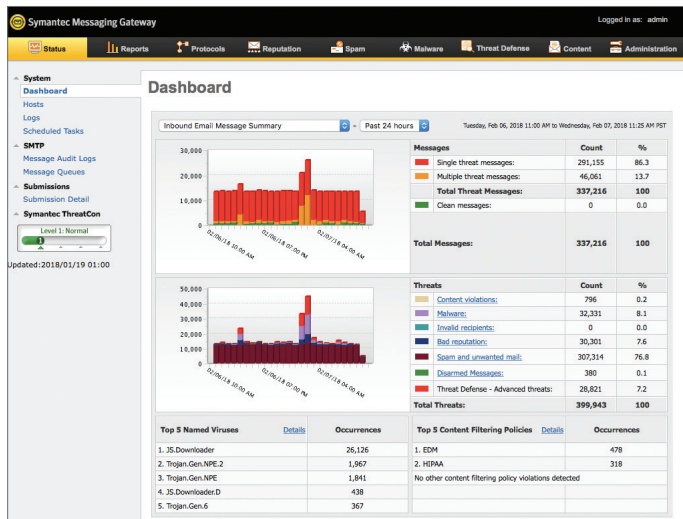 Symantec Messaging Gateway
Logged in as: admin
Status Reports Protocols Reputation Spam Malware Threat Defense Content Administration
System
Dashboard
Hosts
Logs
Scheduled Tasks
SMTP
Message Audit Logs
Message Queues
Submissions
Submission Detail
Symantec ThreatCon
Level 1: Normal
1
Updated:2018/01/19 01:00
Dashboard
Inbound Email Message Summary - Past 24 hours Tuesday, Feb 06, 2018 11:00 AM to Wednesday, Feb 07, 2018 11:25 AM PST
30,000
20,000
10,000
0
02/06/18 10:00 AM 02/06/18 07:00 PM 02/07/18 04:00 AM
Messages Count %
Single threat messages: 291,155 86.3
Multiple threat messages: 46,061 13.7
Total Threat Messages: 337,216 100
Clean messages: 0 0.0
Total Messages: 337,216 100
50,000
40,000
30,000
20,000
10,000
0
02/06/18 10:00 AM 02/06/18 07:00 PM 02/07/18 04:00 AM
Threats Count %
Content violations: 796 0.2
Malware: 32,331 8.1
Invalid recipients: 0 0.0
Bad reputation: 30,301 7.6
Spam and unwanted mail: 307,314 76.8
Disarmed Messages: 380 0.1
Threat Defense - Advanced threats: 28,821 7.2
Total Threats: 399,943 100
Top 5 Named Viruses Details Occurrences
1. JS.Downloader 26,126
2. Trojan.Gen.NPE.2 1,967
3. Trojan.Gen.NPE 1,841
4. JS.Downloader.D 438
5. Trojan.Gen.6 367
Top 5 Content Filtering Policies Details Occurrences
1. EDM 478
2. HIPAA 318
No other content filtering policy violations detected